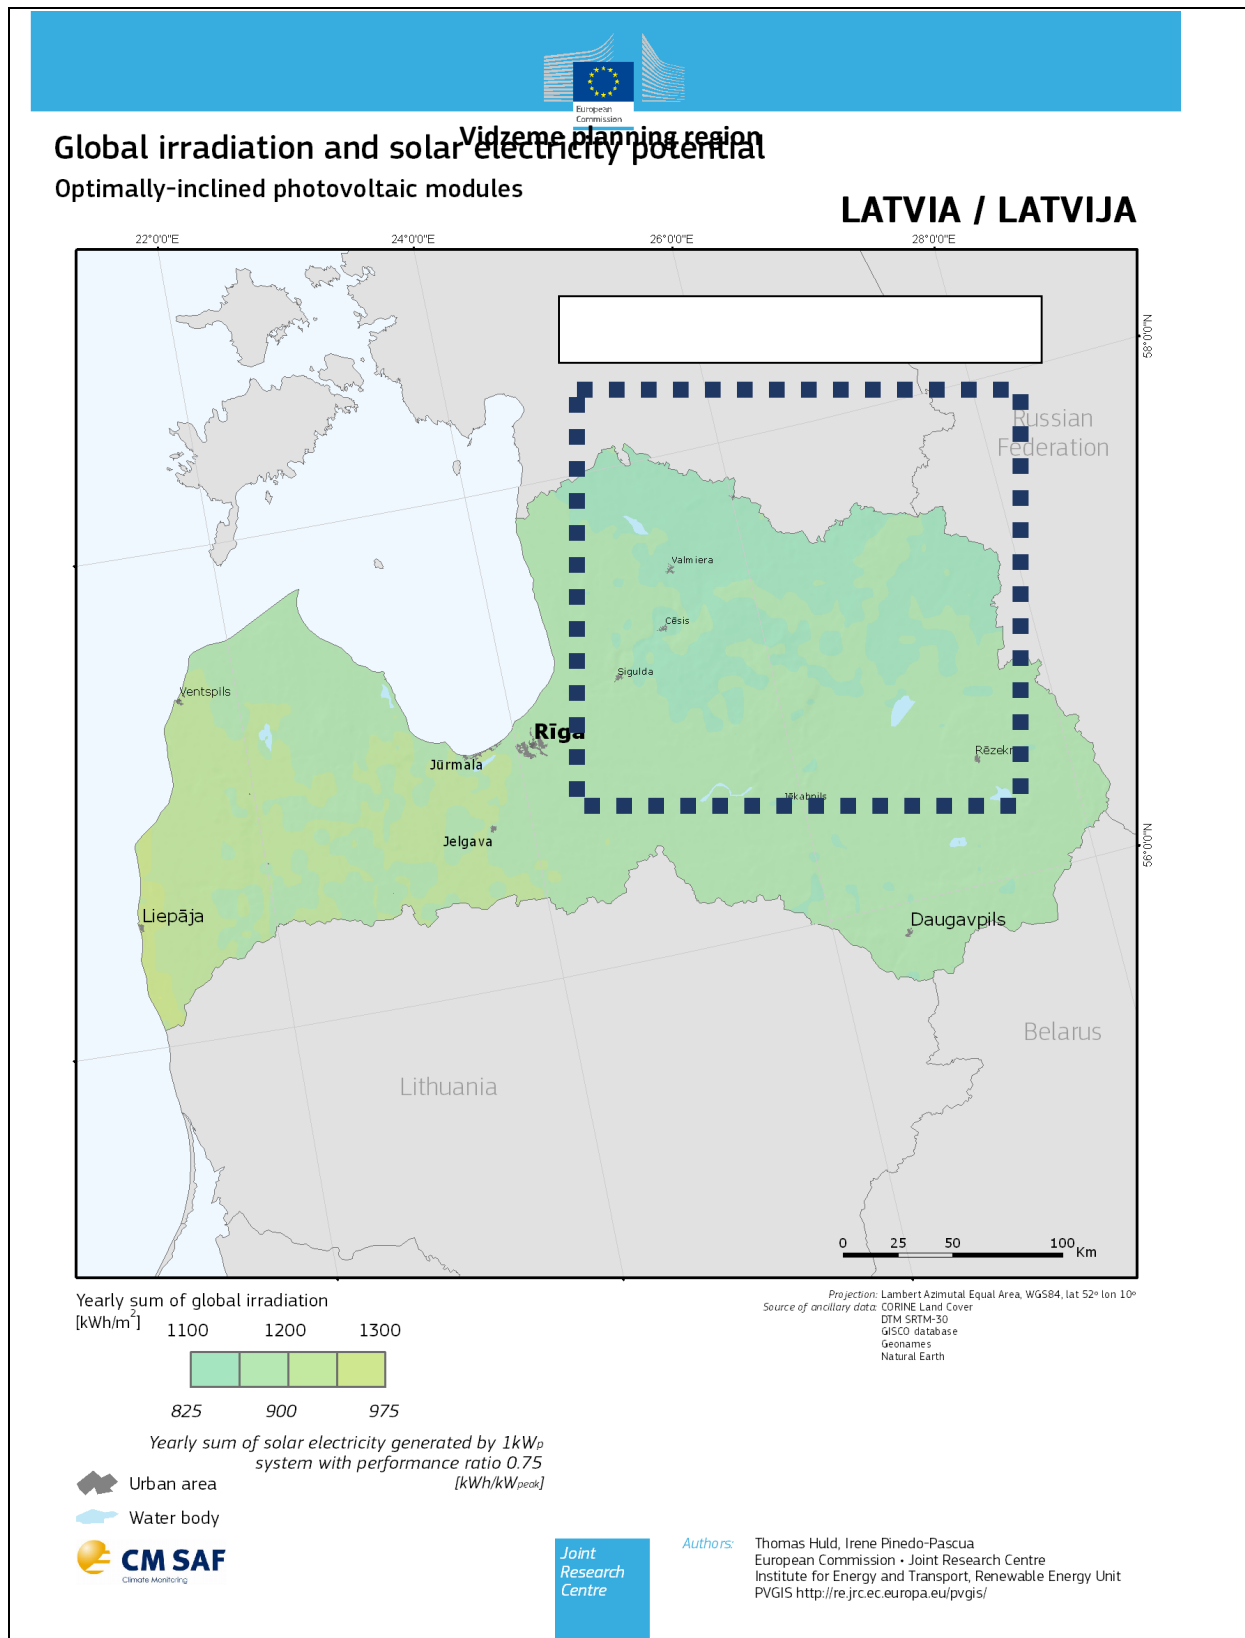 European
Commission
Vidzeme planning region
Global irradiation and solar electricity potential
Optimally-inclined photovoltaic modules
LATVIA / LATVIJA
22°0'0"E
24°0'0"E
26°0'0"E
28°0'0"E
58°0'0"N
Russian
Federation
Valmiera
Cēsis
Sigulda
Ventspils
Rīga
Jūrmala
Rēzekn
Jēkabpils
Jelgava
56°0'0"N
Liepāja
Daugavpils
Belarus
Lithuania
0 25 50 100 Km
Yearly sum of global irradiation
[kWh/m2]
1100 1200 1300
825 900 975
Yearly sum of solar electricity generated by 1kWp
system with performance ratio 0.75
[kWh/kWpeak]
Projection: Lambert Azimutal Equal Area, WGS84, lat 52º lon 10º
Source of ancillary data: CORINE Land Cover
DTM SRTM-30
GISCO database
Geonames
Natural Earth
Urban area
Water body
CM SAF
Climate Monitoring
Joint
Research
Centre
Authors: Thomas Huld, Irene Pinedo-Pascua
European Commission • Joint Research Centre
Institute for Energy and Transport, Renewable Energy Unit
PVGIS http://re.jrc.ec.europa.eu/pvgis/